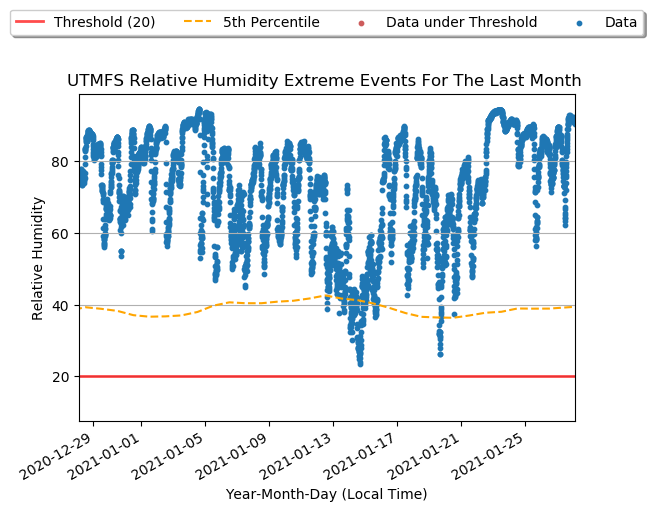 Threshold (20) 5th Percentile Data under Threshold Data
UTMFS Relative Humidity Extreme Events For The Last Month
80
60
40
20
Relative Humidity
2020-12-29 2021-01-01 2021-01-05 2021-01-09 2021-01-13 2021-01-17 2021-01-21 2021-01-25
Year-Month-Day (Local Time)